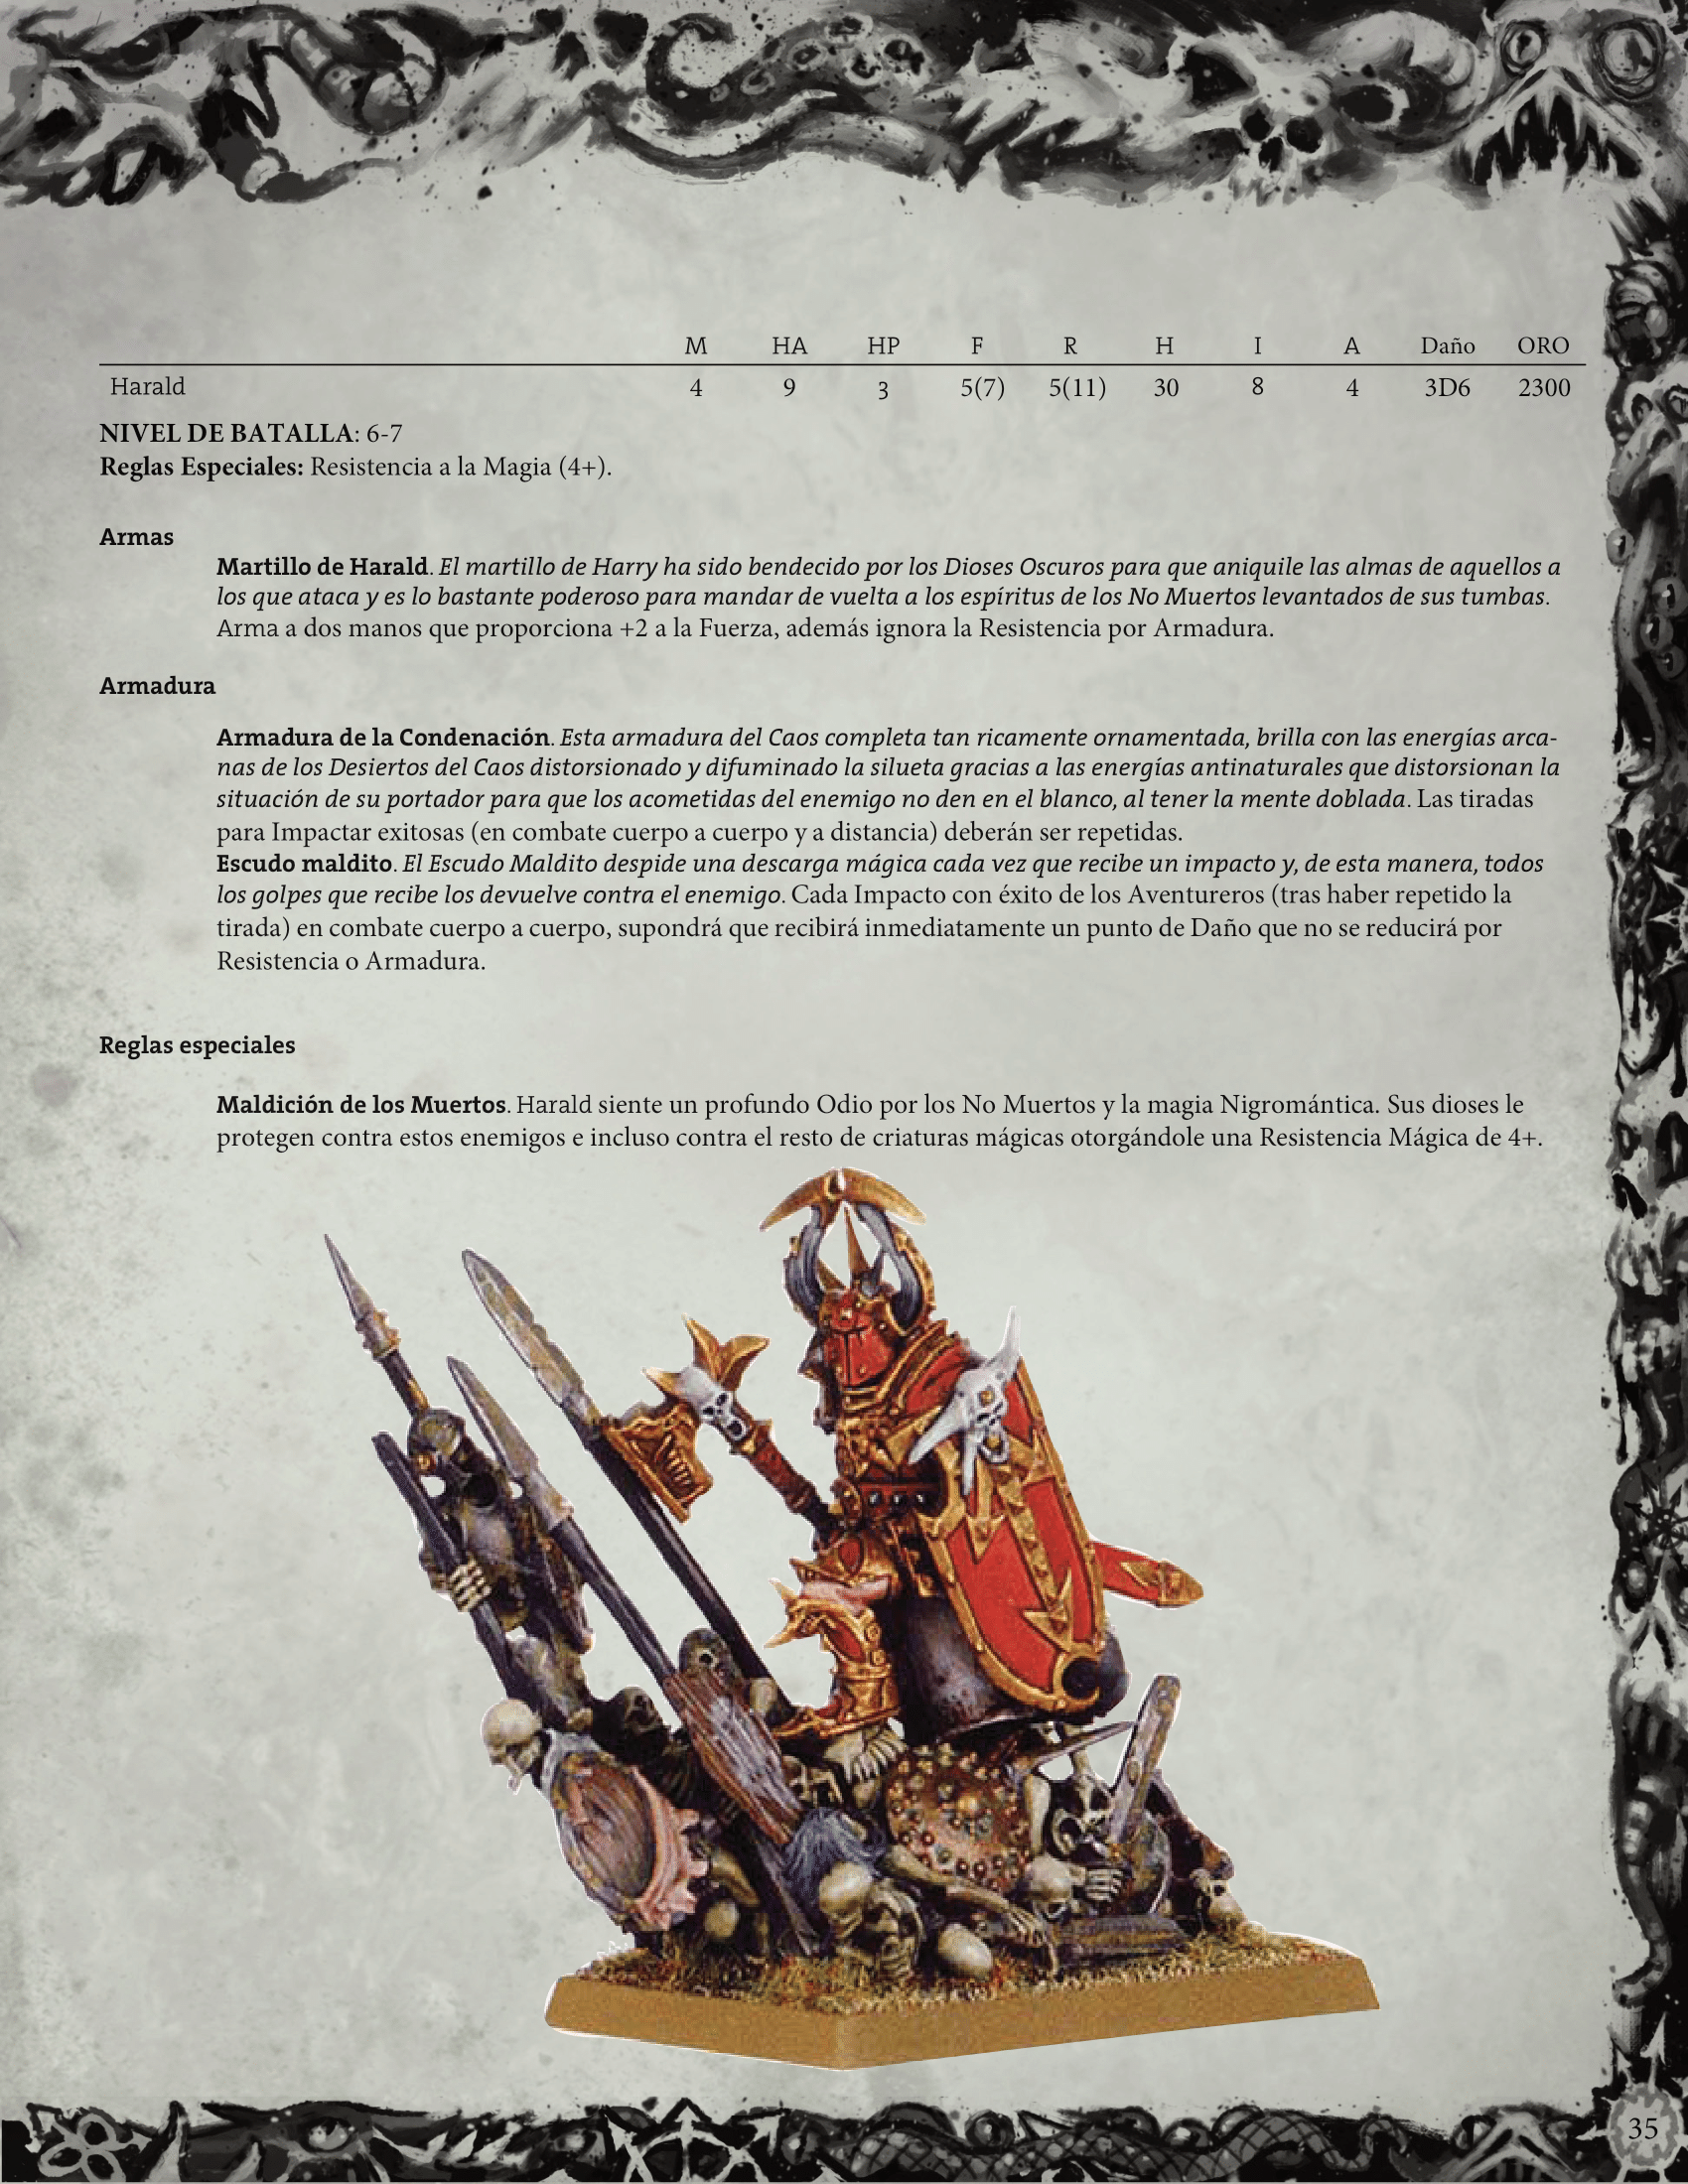 M HA HP F R H I A Daño ORO
Harald 4 9 3 5(7) 5(11) 30 8 4 3D6 2300
NIVEL DE BATALLA: 6-7
Reglas Especiales: Resistencia a la Magia (4+).
Armas
Martillo de Harald. El martillo de Harry ha sido bendecido por los Dioses Oscuros para que aniquile las almas de aquellos a
los que ataca y es lo bastante poderoso para mandar de vuelta a los espíritus de los No Muertos levantados de sus tumbas.
Arma a dos manos que proporciona +2 a la Fuerza, además ignora la Resistencia por Armadura.
Armadura
Armadura de la Condenación. Esta armadura del Caos completa tan ricamente ornamentada, brilla con las energías arca-
nas de los Desiertos del Caos distorsionado y difuminado la silueta gracias a las energías antinaturales que distorsionan la
situación de su portador para que los acometidas del enemigo no den en el blanco, al tener la mente doblada. Las tiradas
para Impactar exitosas (en combate cuerpo a cuerpo y a distancia) deberán ser repetidas.
Escudo maldito. El Escudo Maldito despide una descarga mágica cada vez que recibe un impacto y, de esta manera, todos
los golpes que recibe los devuelve contra el enemigo. Cada Impacto con éxito de los Aventureros (tras haber repetido la
tirada) en combate cuerpo a cuerpo, supondrá que recibirá inmediatamente un punto de Daño que no se reducirá por
Resistencia o Armadura.
Reglas especiales
Maldición de los Muertos. Harald siente un profundo Odio por los No Muertos y la magia Nigromántica. Sus dioses le
protegen contra estos enemigos e incluso contra el resto de criaturas mágicas otorgándole una Resistencia Mágica de 4+.
35